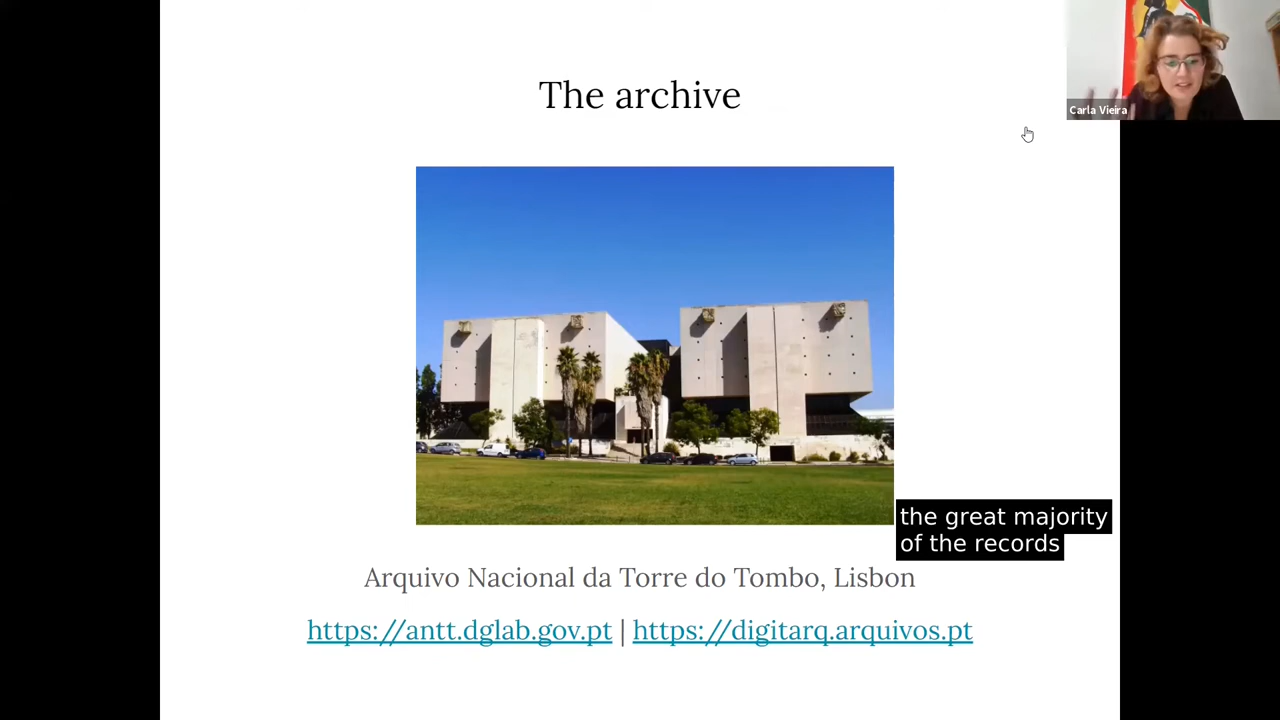 The archive
Carla Vieira
the great majority
of the records
Arquivo Nacional da Torre do Tombo, Lisbon
https://antt.dglab.gov.pt | https://digitarq.arquivos.pt